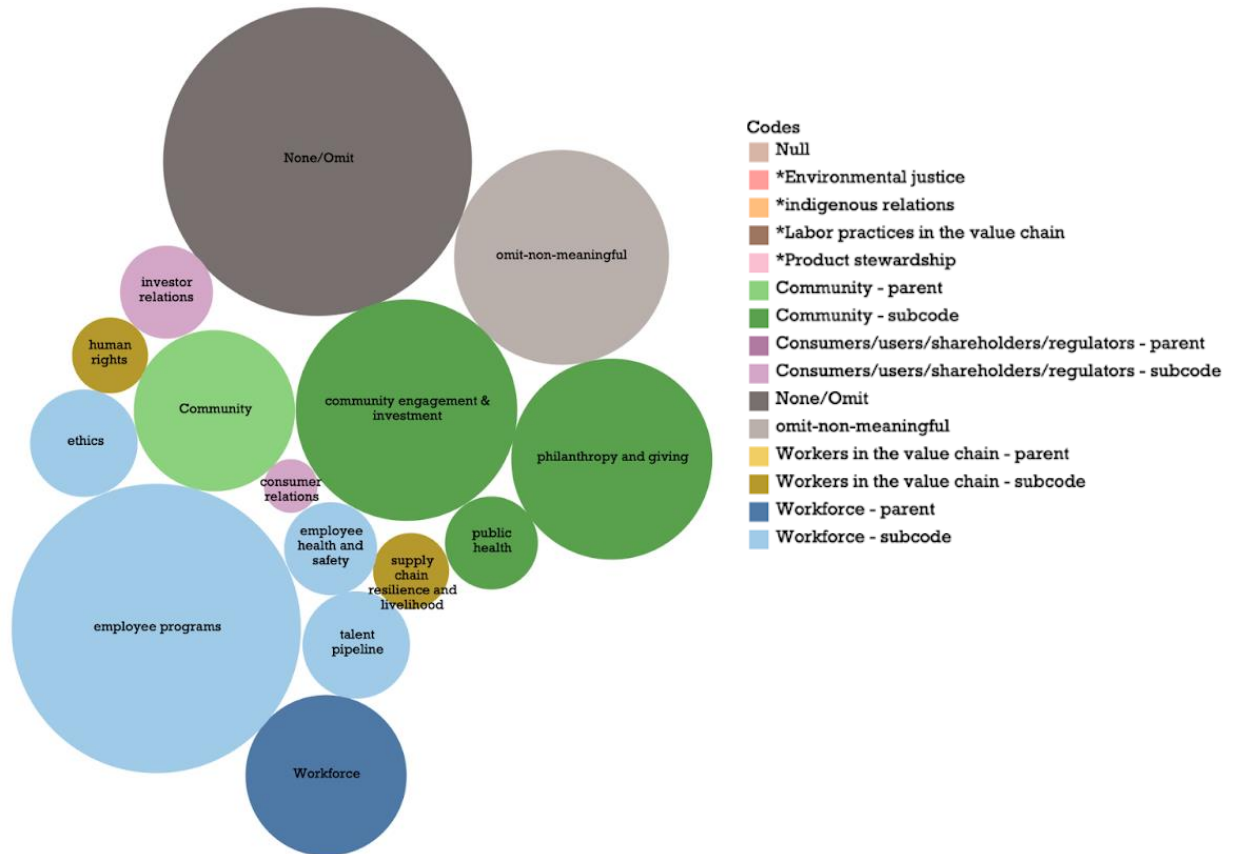 None/Omit
omit-non-meaningful
investor
relations
human
rights
Community
community engagement &
investment
ethics
philanthropy and giving
consumer
relations
employee
health and
safety
public
health
supply
chain
resilience and
livelihood
employee programs
talent
pipeline
Workforce
Codes
Null
*Environmental justice
*indigenous relations
*Labor practices in the value chain
*Product stewardship
Community - parent
Community - subcode
Consumers/users/shareholders/regulators - parent
Consumers/users/shareholders/regulators - subcode
None/Omit
omit-non-meaningful
Workers in the value chain - parent
Workers in the value chain - subcode
Workforce - parent
Workforce - subcode